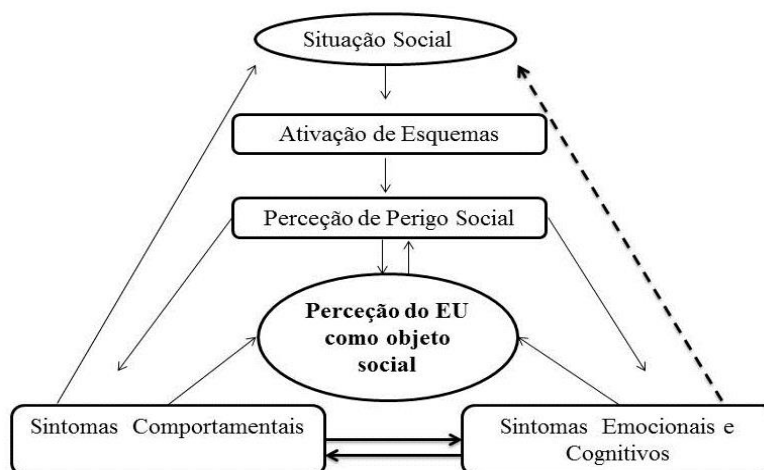 Situação Social
Ativação de Esquemas
Perceção de Perigo Social
Perceção do EU
como objeto
social
Sintomas Comportamentais
Sintomas Emocionais e
Cognitivos